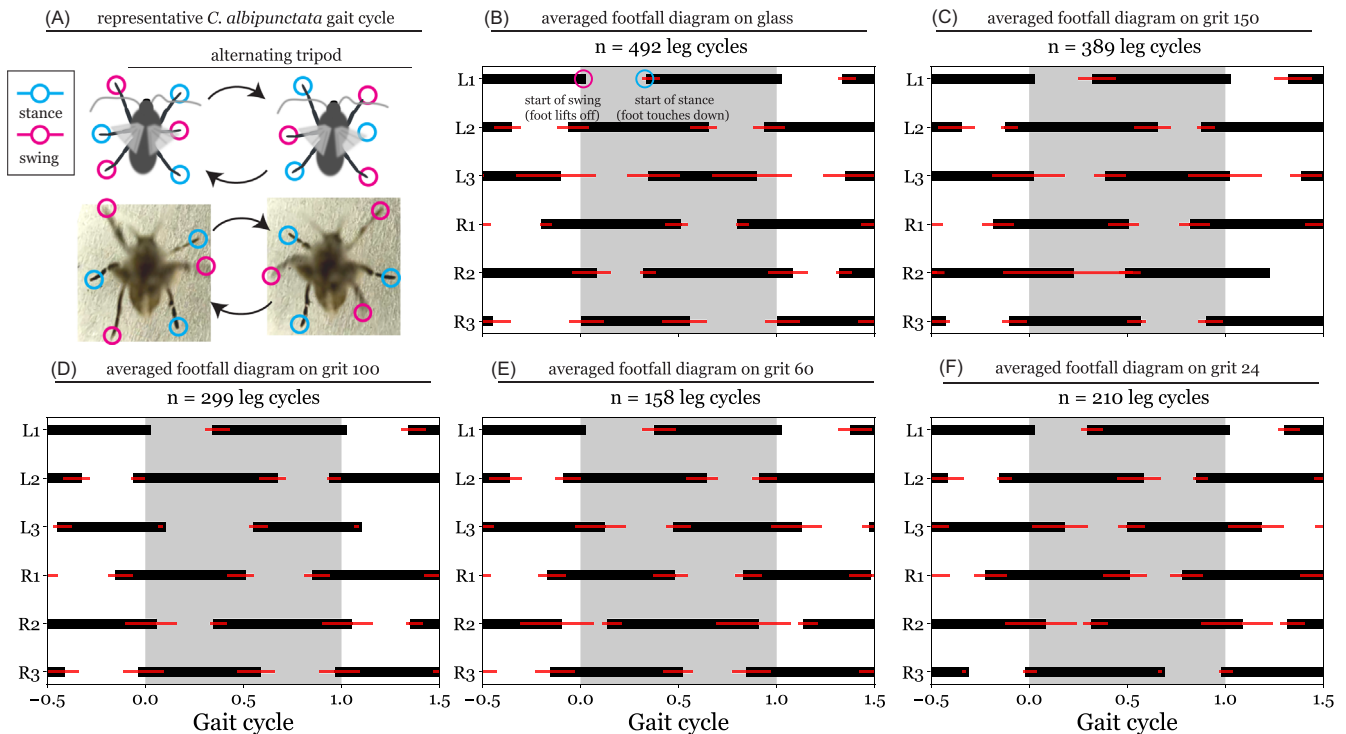 (A) representative C. albipunctata gait cycle
alternating tripod
stance
swing
(B) averaged footfall diagram on glass
n = 492 leg cycles
L1
start of swing
(foot lifts off)
start of stance
(foot touches down)
L2
L3
R1
R2
R3
(C) averaged footfall diagram on grit 150
n = 389 leg cycles
L1
L2
L3
R1
R2
R3
(D) averaged footfall diagram on grit 100
n = 299 leg cycles
L1
L2
L3
R1
R2
R3
−0.5 0.0 0.5 1.0 1.5
Gait cycle
(E) averaged footfall diagram on grit 60
n = 158 leg cycles
L1
L2
L3
R1
R2
R3
−0.5 0.0 0.5 1.0 1.5
Gait cycle
(F) averaged footfall diagram on grit 24
n = 210 leg cycles
L1
L2
L3
R1
R2
R3
−0.5 0.0 0.5 1.0 1.5
Gait cycle